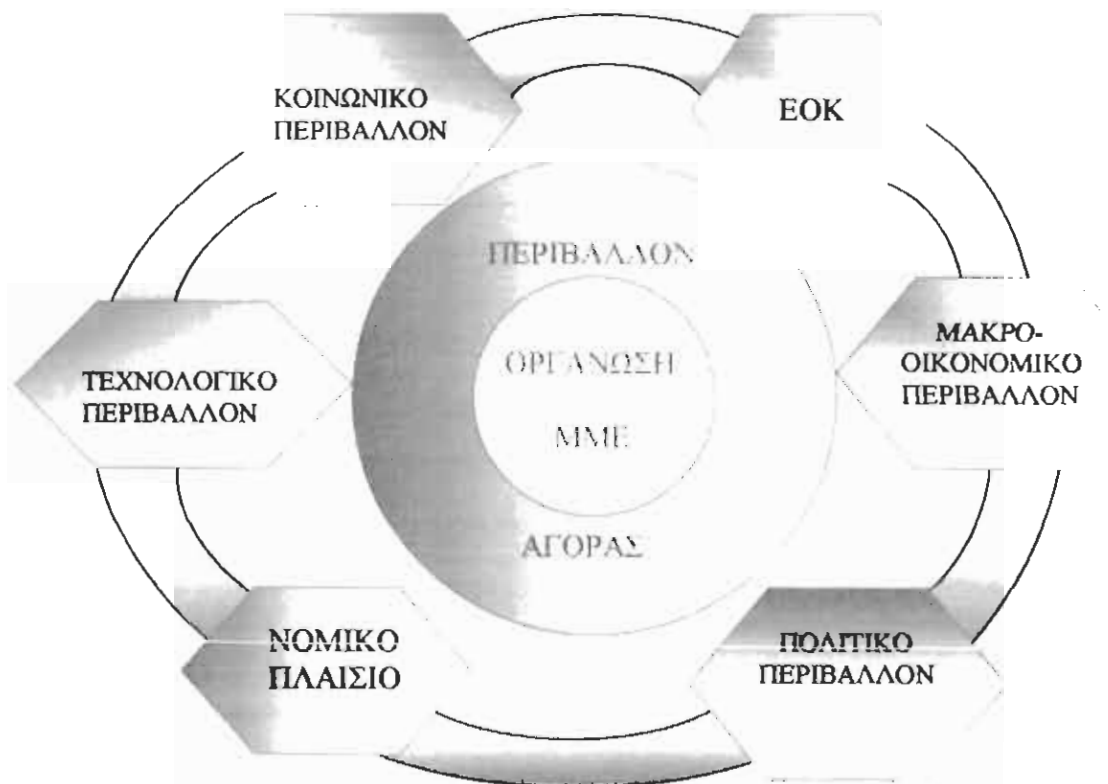 ΚΟΙΝΩΝΙΚΟ
ΠΕΡΙΒΑΛΛΟΝ
ΕΟΚ
ΠΕΡΙΒΑΛΛΟΝ
ΟΡΓΑΝΩΣΗ
ΜΜΕ
ΑΓΟΡΑΣ
ΤΕΧΝΟΛΟΓΙΚΟ
ΠΕΡΙΒΑΛΛΟΝ
ΜΑΚΡΟ-
ΟΙΚΟΝΟΜΙΚΟ
ΠΕΡΙΒΑΛΛΟΝ
ΝΟΜΙΚΟ
ΠΛΑΙΣΙΟ
ΠΟΛΙΤΙΚΟ
ΠΕΡΙΒΑΛΛΟΝ